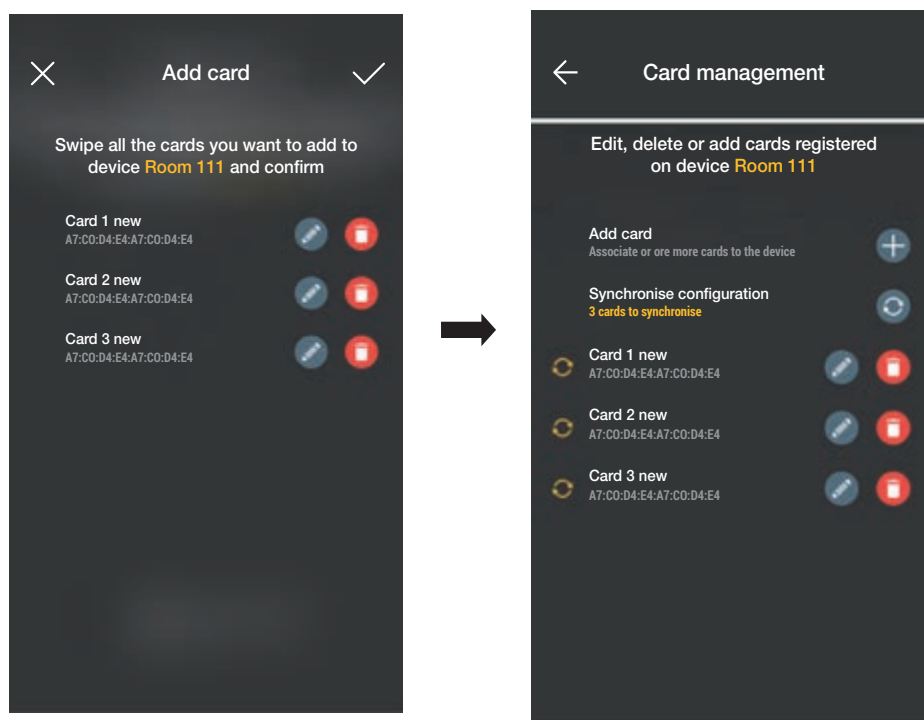 Add card
Swipe all the cards you want to add to
device Room 111 and confirm
Card 1 new
A7:C0:D4:E4:A7:C0:D4:E4
Card 2 new
A7:C0:D4:E4:A7:C0:D4:E4
Card 3 new
A7:C0:D4:E4:A7:C0:D4:E4
Card management
Edit, delete or add cards registered
on device Room 111
Add card
Associate or ore more cards to the device
Synchronise configuration
3 cards to synchronise
Card 1 new
A7:C0:D4:E4:A7:C0:D4:E4
Card 2 new
A7:C0:D4:E4:A7:C0:D4:E4
Card 3 new
A7:C0:D4:E4:A7:C0:D4:E4